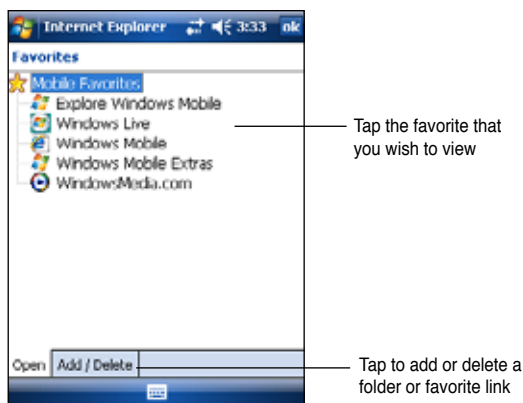 Internet Explorer 3:33 ok
Favorites
Mobile Favorites
Explore Windows Mobile
Windows Live
Windows Mobile
Windows Mobile Extras
WindowsMedia.com
Tap the favorite that
you wish to view
Open Add / Delete
Tap to add or delete a
folder or favorite link